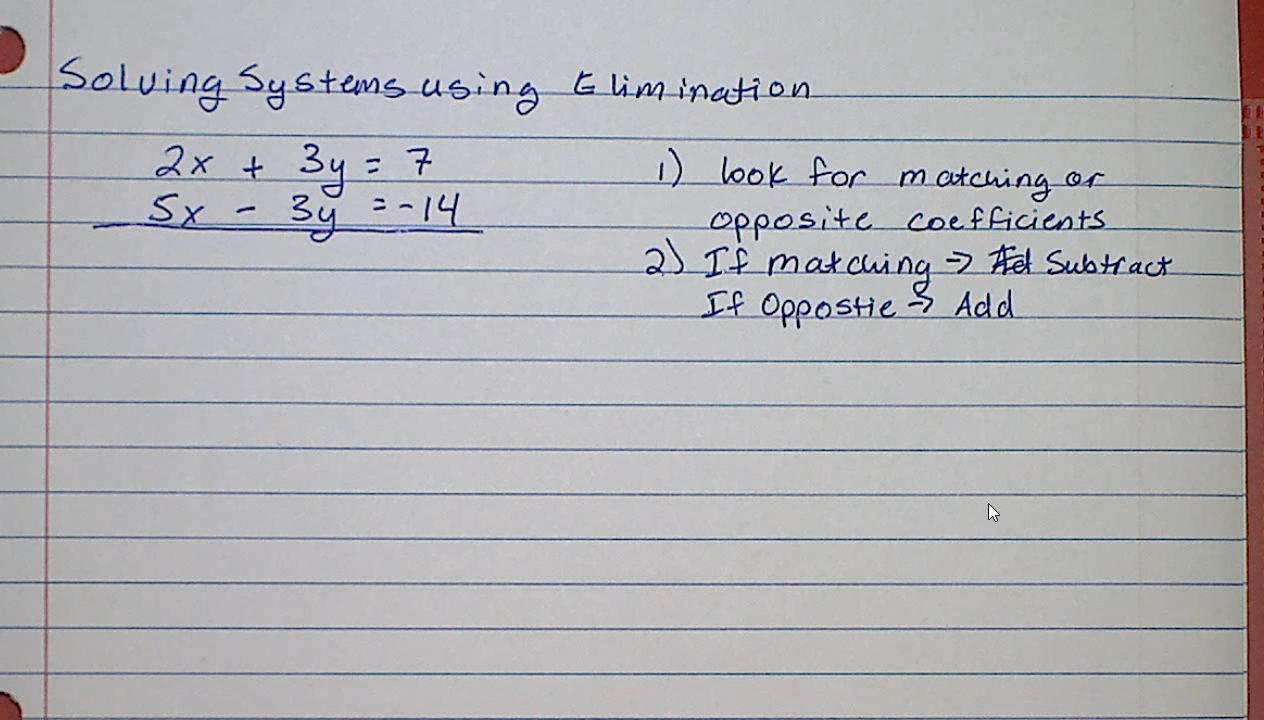 Solving Systems using Elimination
2x + 3y = 7
5x - 3y = -14
1) look for matching or
opposite coefficients
2) If matching → Subtract
If Oppostie → Add